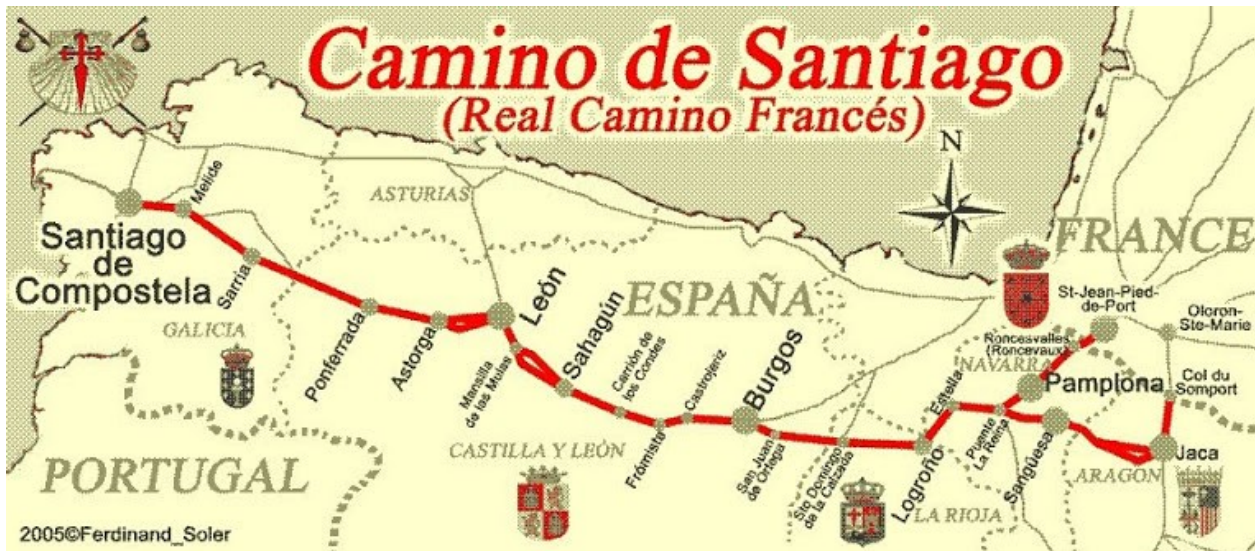 Camino de Santiago
(Real Camino Francés)
N
FRANCE
ASTURIAS
Melide
Santiago
de
Compostela
Sarria
GALICIA
Ponferrada
Astorga
León
Mansilla
de las Mulas
Sahagún
ESPAÑA
Carrión de
los Condes
Frómista
Castrojeriz
Burgos
San Juan
de Ortega
Sto Domingo
de la Calzada
Logroño
Estella
Puente
La Reina
NAVARRA
Pamplona
Roncesvalles
(Roncevaux)
St-Jean-Pied-
de-Port
Oloron-
Ste-Marie
Col du
Somport
Jaca
ARAGON
Sangüesa
LA RIOJA
CASTILLA Y LEÓN
PORTUGAL
2005©Ferdinand_Soler